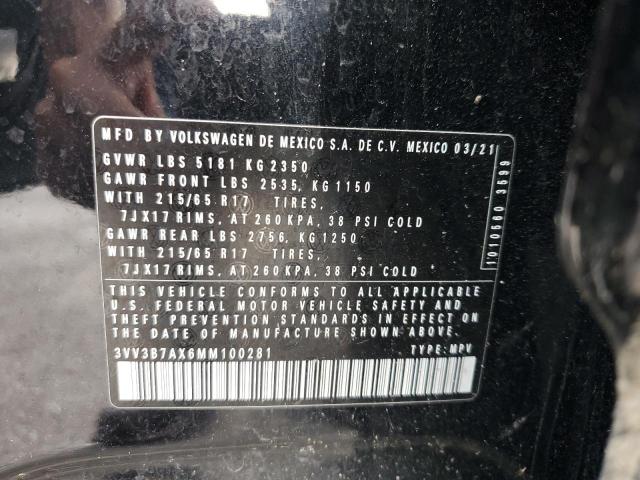 MFD BY VOLKSWAGEN DE MEXICO S.A. DE C.V. MEXICO 03/21
GVWR LBS 5181 KG 2350
GAWR FRONT LBS 2535, KG 1150
WITH 215/65 R17 TIRES,
7JX17 RIMS, AT 260 KPA, 38 PSI COLD
GAWR REAR LBS 2756, KG 1250
WITH 215/65 R17 TIRES,
7JX17 RIMS, AT 260 KPA, 38 PSI COLD
THIS VEHICLE CONFORMS TO ALL APPLICABLE
U.S. FEDERAL MOTOR VEHICLE SAFETY AND
THEFT PREVENTION STANDARDS IN EFFECT ON
THE DATE OF MANUFACTURE SHOWN ABOVE.
3VV3B7AX6MM100281 TYPE: MPV
1010560 3699